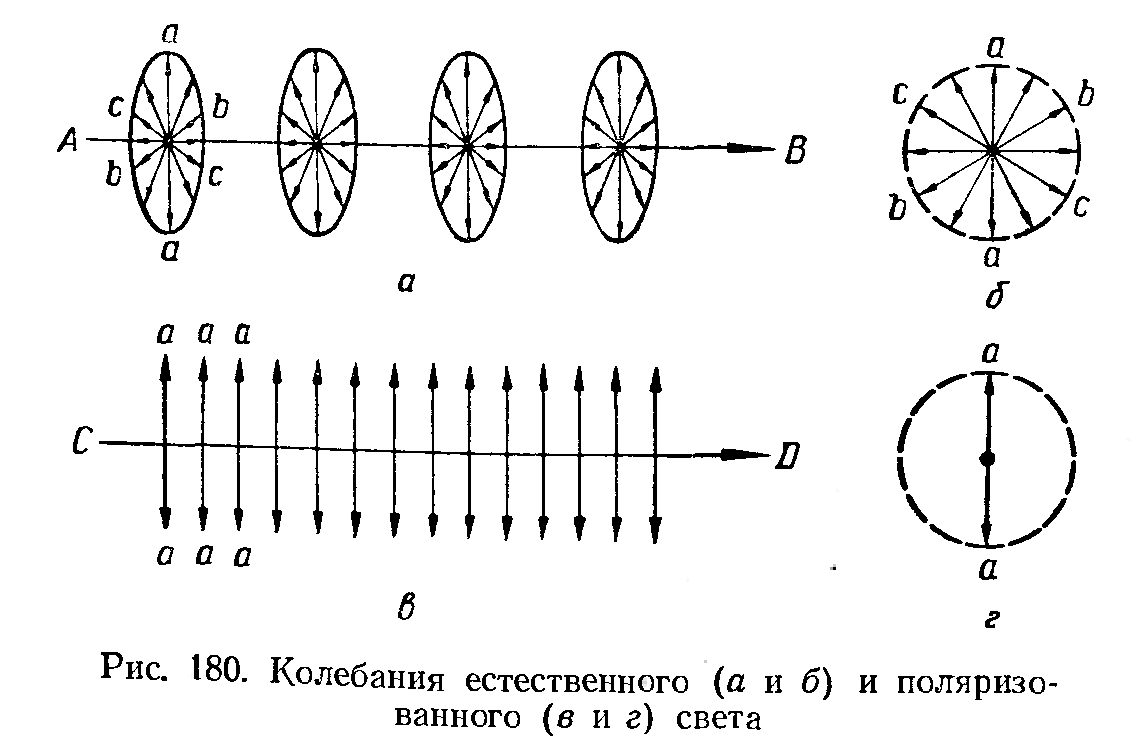 a
a
c
b
c
b
A
B
b
c
b
c
a
a
а
б
a a a
a
C
D
a a a
a
в
г
Рис. 180. Колебания естественного (а и б) и поляризо-
ванного (в и г) света